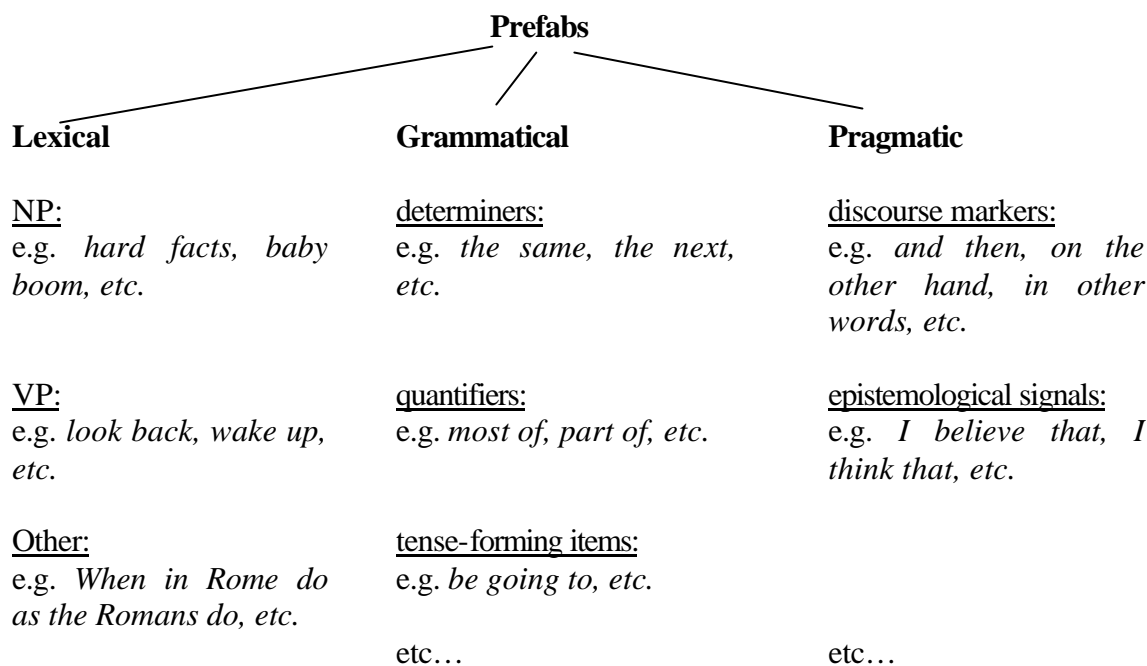 Prefabs
Lexical
Grammatical
Pragmatic
NP:
e.g. hard facts, baby
boom, etc.
determiners:
e.g. the same, the next,
etc.
discourse markers:
e.g. and then, on the
other hand, in other
words, etc.
VP:
e.g. look back, wake up,
etc.
quantifiers:
e.g. most of, part of, etc.
epistemological signals:
e.g. I believe that, I
think that, etc.
Other:
e.g. When in Rome do
as the Romans do, etc.
tense-forming items:
e.g. be going to, etc.
etc…
etc…